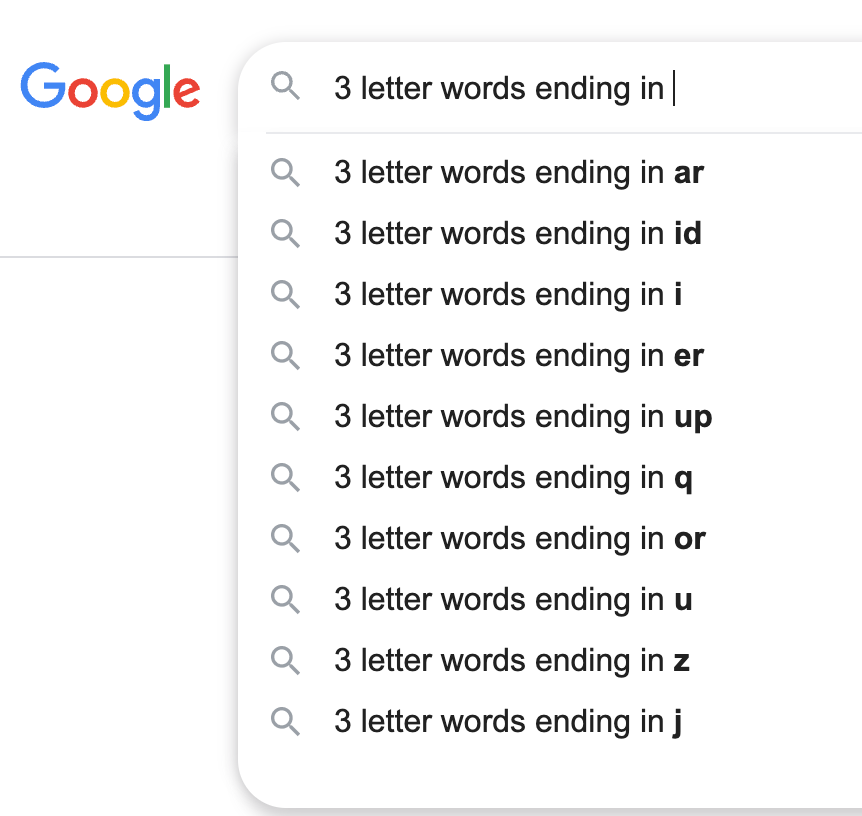 Google
3 letter words ending in
3 letter words ending in ar
3 letter words ending in id
3 letter words ending in i
3 letter words ending in er
3 letter words ending in up
3 letter words ending in q
3 letter words ending in or
3 letter words ending in u
3 letter words ending in z
3 letter words ending in j